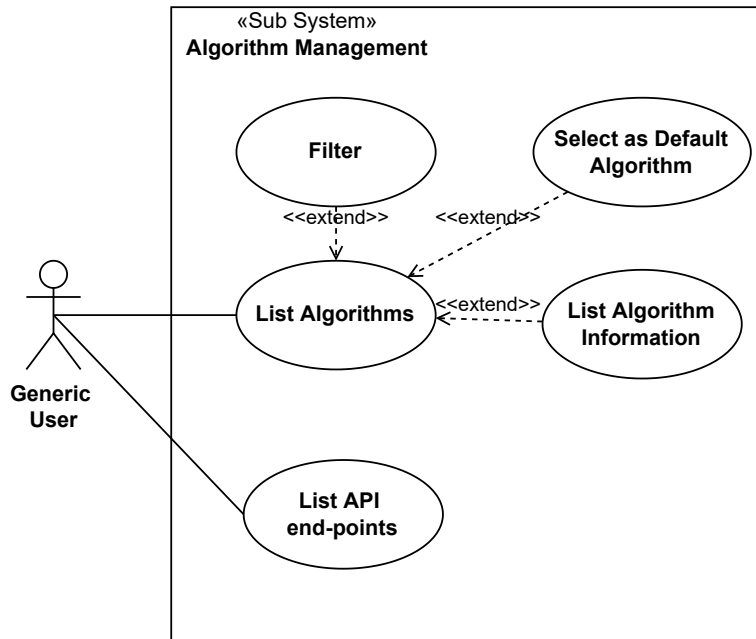 «Sub System»
Algorithm Management
Filter
Select as Default
Algorithm
<<extend>>
<<extend>>
List Algorithms
<<extend>>
List Algorithm
Information
Generic
User
List API
end-points